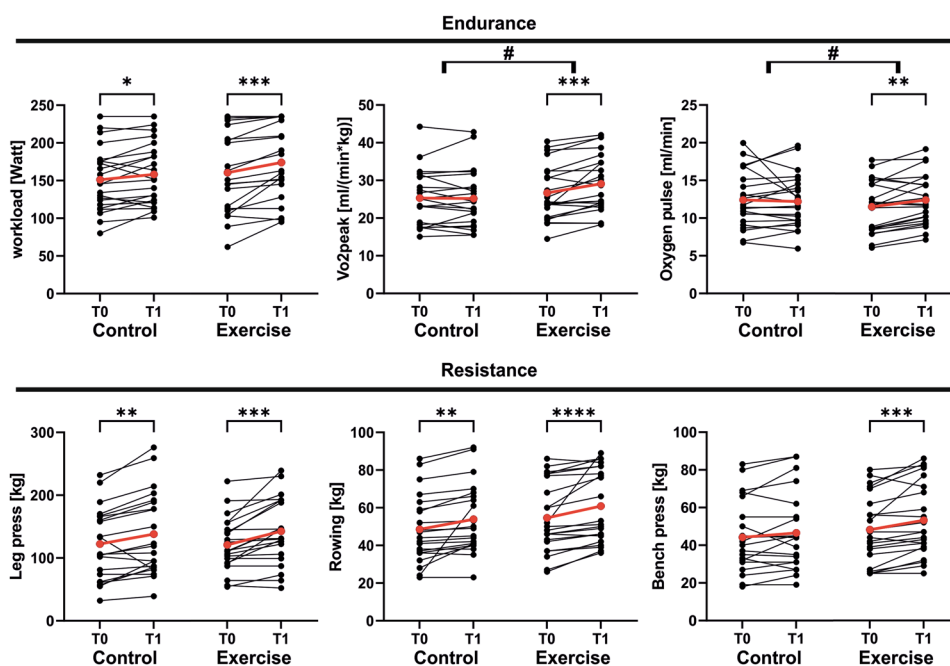 Endurance
# #
* *** *** **
workload [Watt]
250
200
150
100
50
0
T0 T1 T0 T1
Control Exercise
Vo2peak [ml/(min*kg)]
50
40
30
20
10
0
T0 T1 T0 T1
Control Exercise
Oxygen pulse [ml/min]
25
20
15
10
5
0
T0 T1 T0 T1
Control Exercise
Resistance
** *** ** **** ***
Leg press [kg]
300
200
100
0
T0 T1 T0 T1
Control Exercise
Rowing [kg]
100
80
60
40
20
0
T0 T1 T0 T1
Control Exercise
Bench press [kg]
100
80
60
40
20
0
T0 T1 T0 T1
Control Exercise